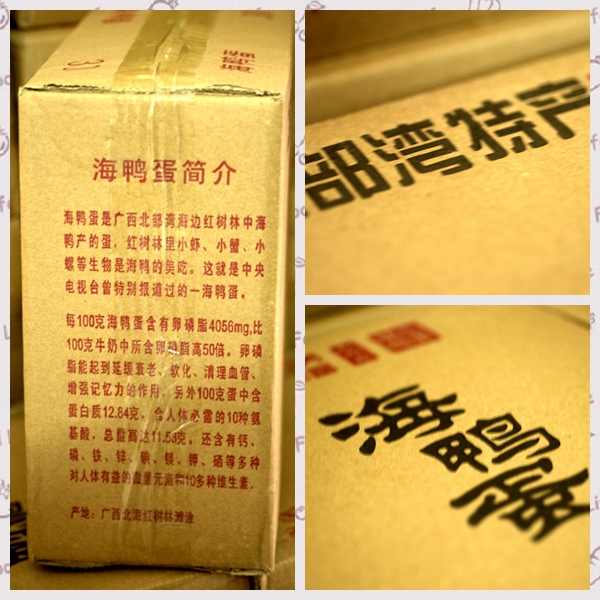 海鸭蛋简介
海鸭蛋是广西北部湾海边红树林中海
鸭产的蛋，红树林里小虾、小蟹、小
螺等生物是海鸭的美吃。这就是中央
电视台曾特别报道过的一海鸭蛋。
每100克海鸭蛋含有卵磷脂4056mg,比
100克牛奶中所含卵磷脂高50倍。卵磷
脂能起到延缓衰老、软化、清理血管、
增强记忆力的作用，另外100克蛋中含
蛋白质12.84克，含人体必需的10种氨
基酸，总量高达11.53克。还含有钙、
磷、铁、锌、碘、镁、钾、硒等多种
对人体有益的微量元素和10多种维生素。
产地：广西北海红树林滩涂
部湾特产
海鸭蛋